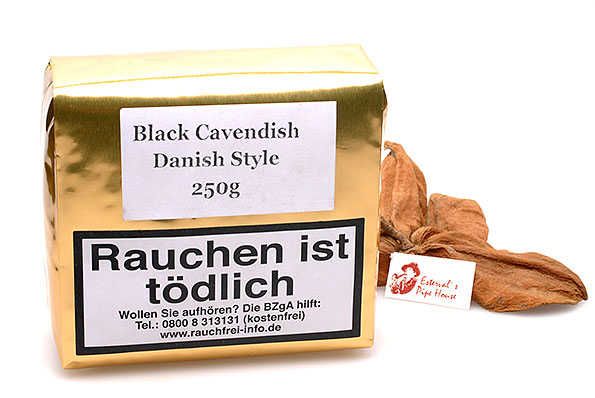 Black Cavendish
Danish Style
250g
Rauchen ist
tödlich
Wollen Sie aufhören? Die BZgA hilft:
Tel.: 0800 8 313131 (kostenfrei)
www.rauchfrei-info.de
Esterval's
Pipe House